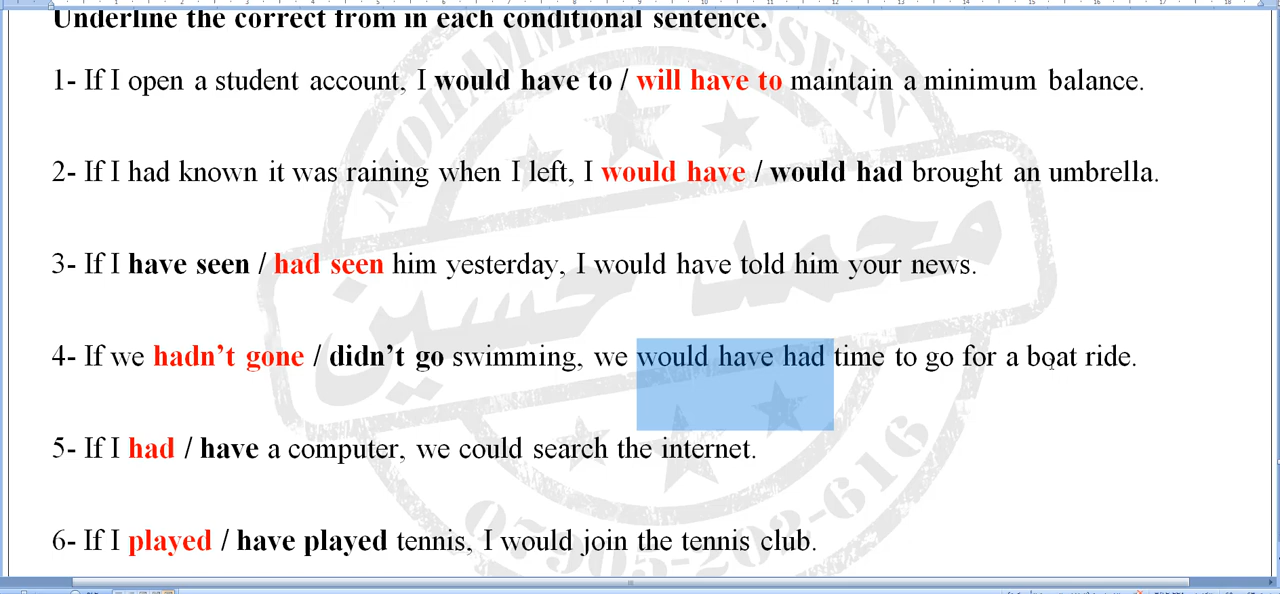 Underline the correct from in each conditional sentence.
1- If I open a student account, I would have to / will have to maintain a minimum balance.
2- If I had known it was raining when I left, I would have / would had brought an umbrella.
3- If I have seen / had seen him yesterday, I would have told him your news.
4- If we hadn't gone / didn't go swimming, we would have had time to go for a boat ride.
5- If I had / have a computer, we could search the internet.
6- If I played / have played tennis, I would join the tennis club.
محمد حسين